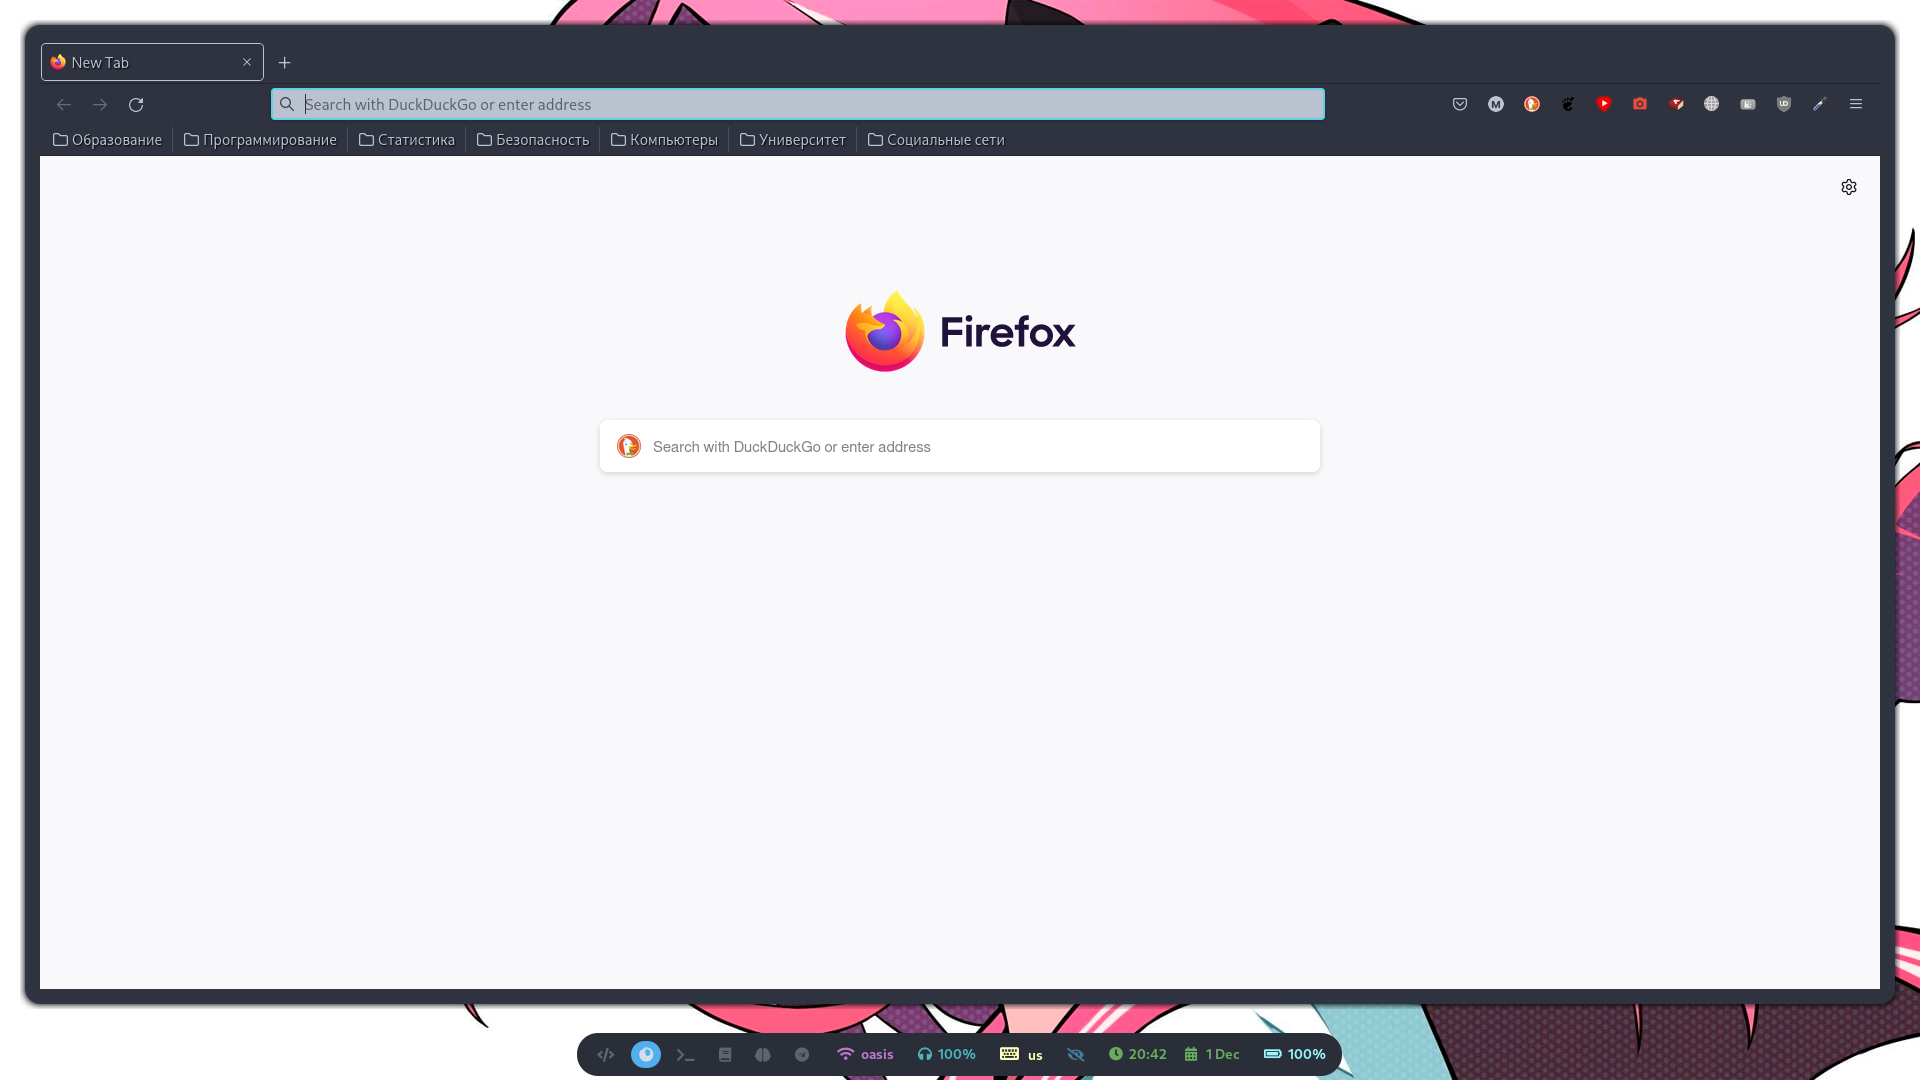 New Tab
Search with DuckDuckGo or enter address
Образование Программирование Статистика Безопасность Компьютеры Университет Социальные сети
Firefox
Search with DuckDuckGo or enter address
oasis 100% us 20:42 1 Dec 100%